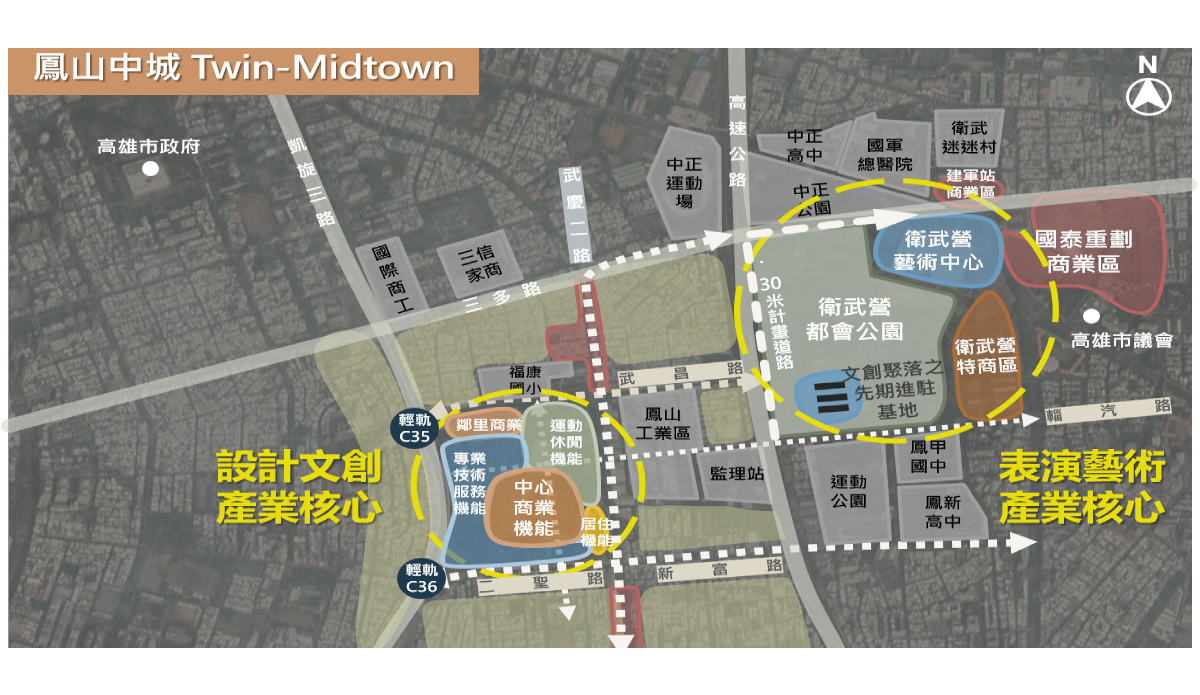 鳳山中城 Twin-Midtown
N
高雄市政府
凱旋三路
武慶二路
高速公路
中正
運動
場
中正
高中
國軍
總醫院
衛武
迷迷村
建軍站
商業區
中正
公園
國際商工
三信
家商
三多路
衛武營
藝術中心
國泰重劃
商業區
30米計畫道路
衛武營
都會公園
高雄市議會
衛武營
特商區
文創聚落之
先期進駐
基地
福康
國小
武昌路
輜汽路
輕軌
C35
鄰里商業
運動
休閒
機能
鳳山
工業區
設計文創
產業核心
專業
技術
服務
機能
中心
商業
機能
居住
機能
監理站
運動
公園
鳳甲
國中
鳳新
高中
表演藝術
產業核心
輕軌
C36
二聖路
新富路